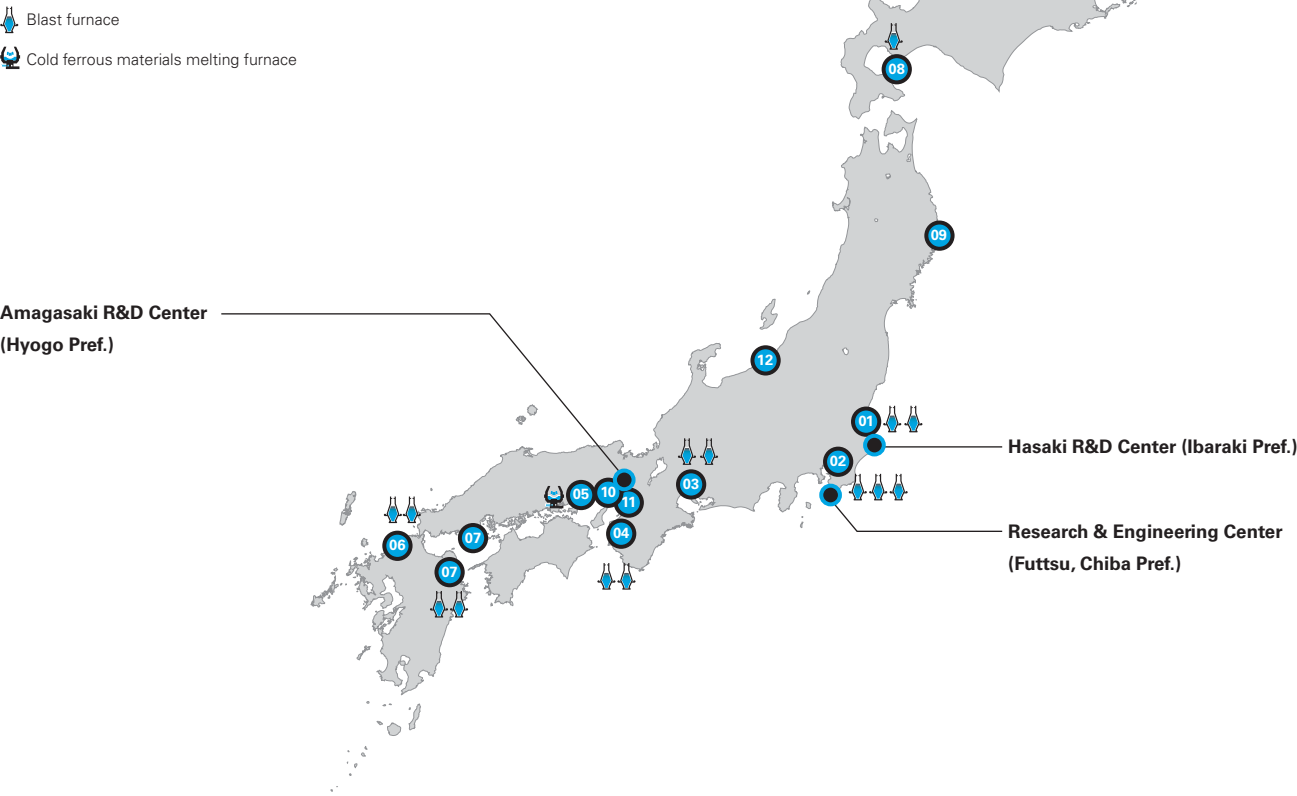 Blast furnace
Cold ferrous materials melting furnace
08
09
Amagasaki R&D Center
(Hyogo Pref.)
12
01
Hasaki R&D Center (Ibaraki Pref.)
02
03
05
10
11
04
06
07
07
Research & Engineering Center
(Futtsu, Chiba Pref.)